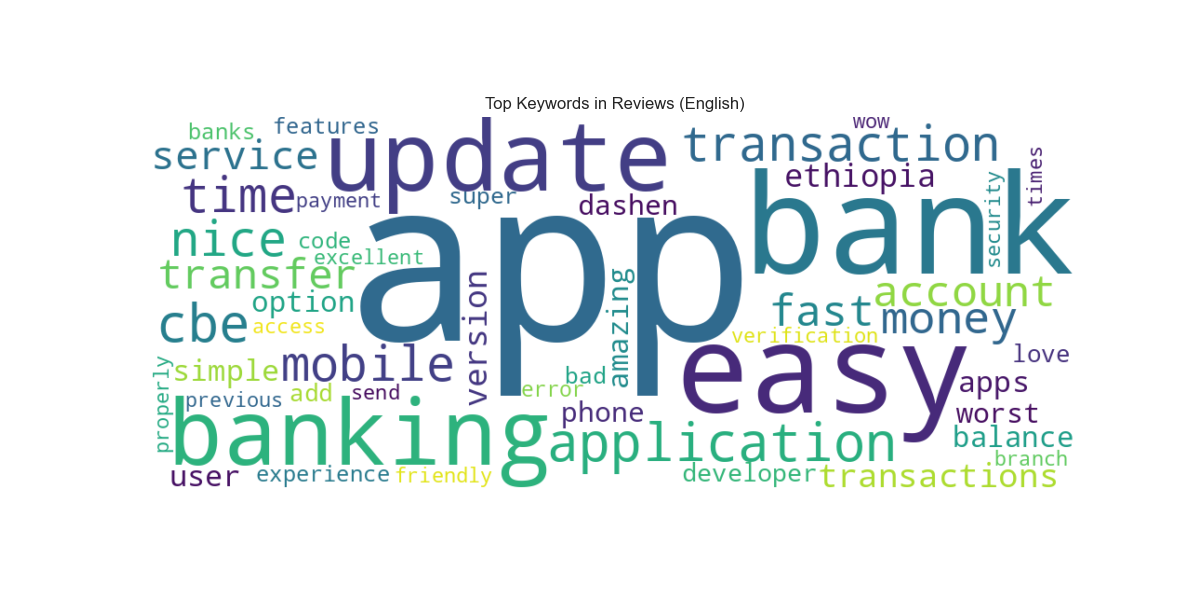 Top Keywords in Reviews (English)
banks
features
wow
service
update
transaction
times
time
payment
super
dashen
ethiopia
security
bank
nice
code
excellent
app
transfer
option
access
version
amazing
fast
account
cbe
verification
money
mobile
easy
love
simple
properly
previous
add
send
error
bad
phone
apps
worst
banking
application
balance
branch
user
experience
friendly
developer
transactions